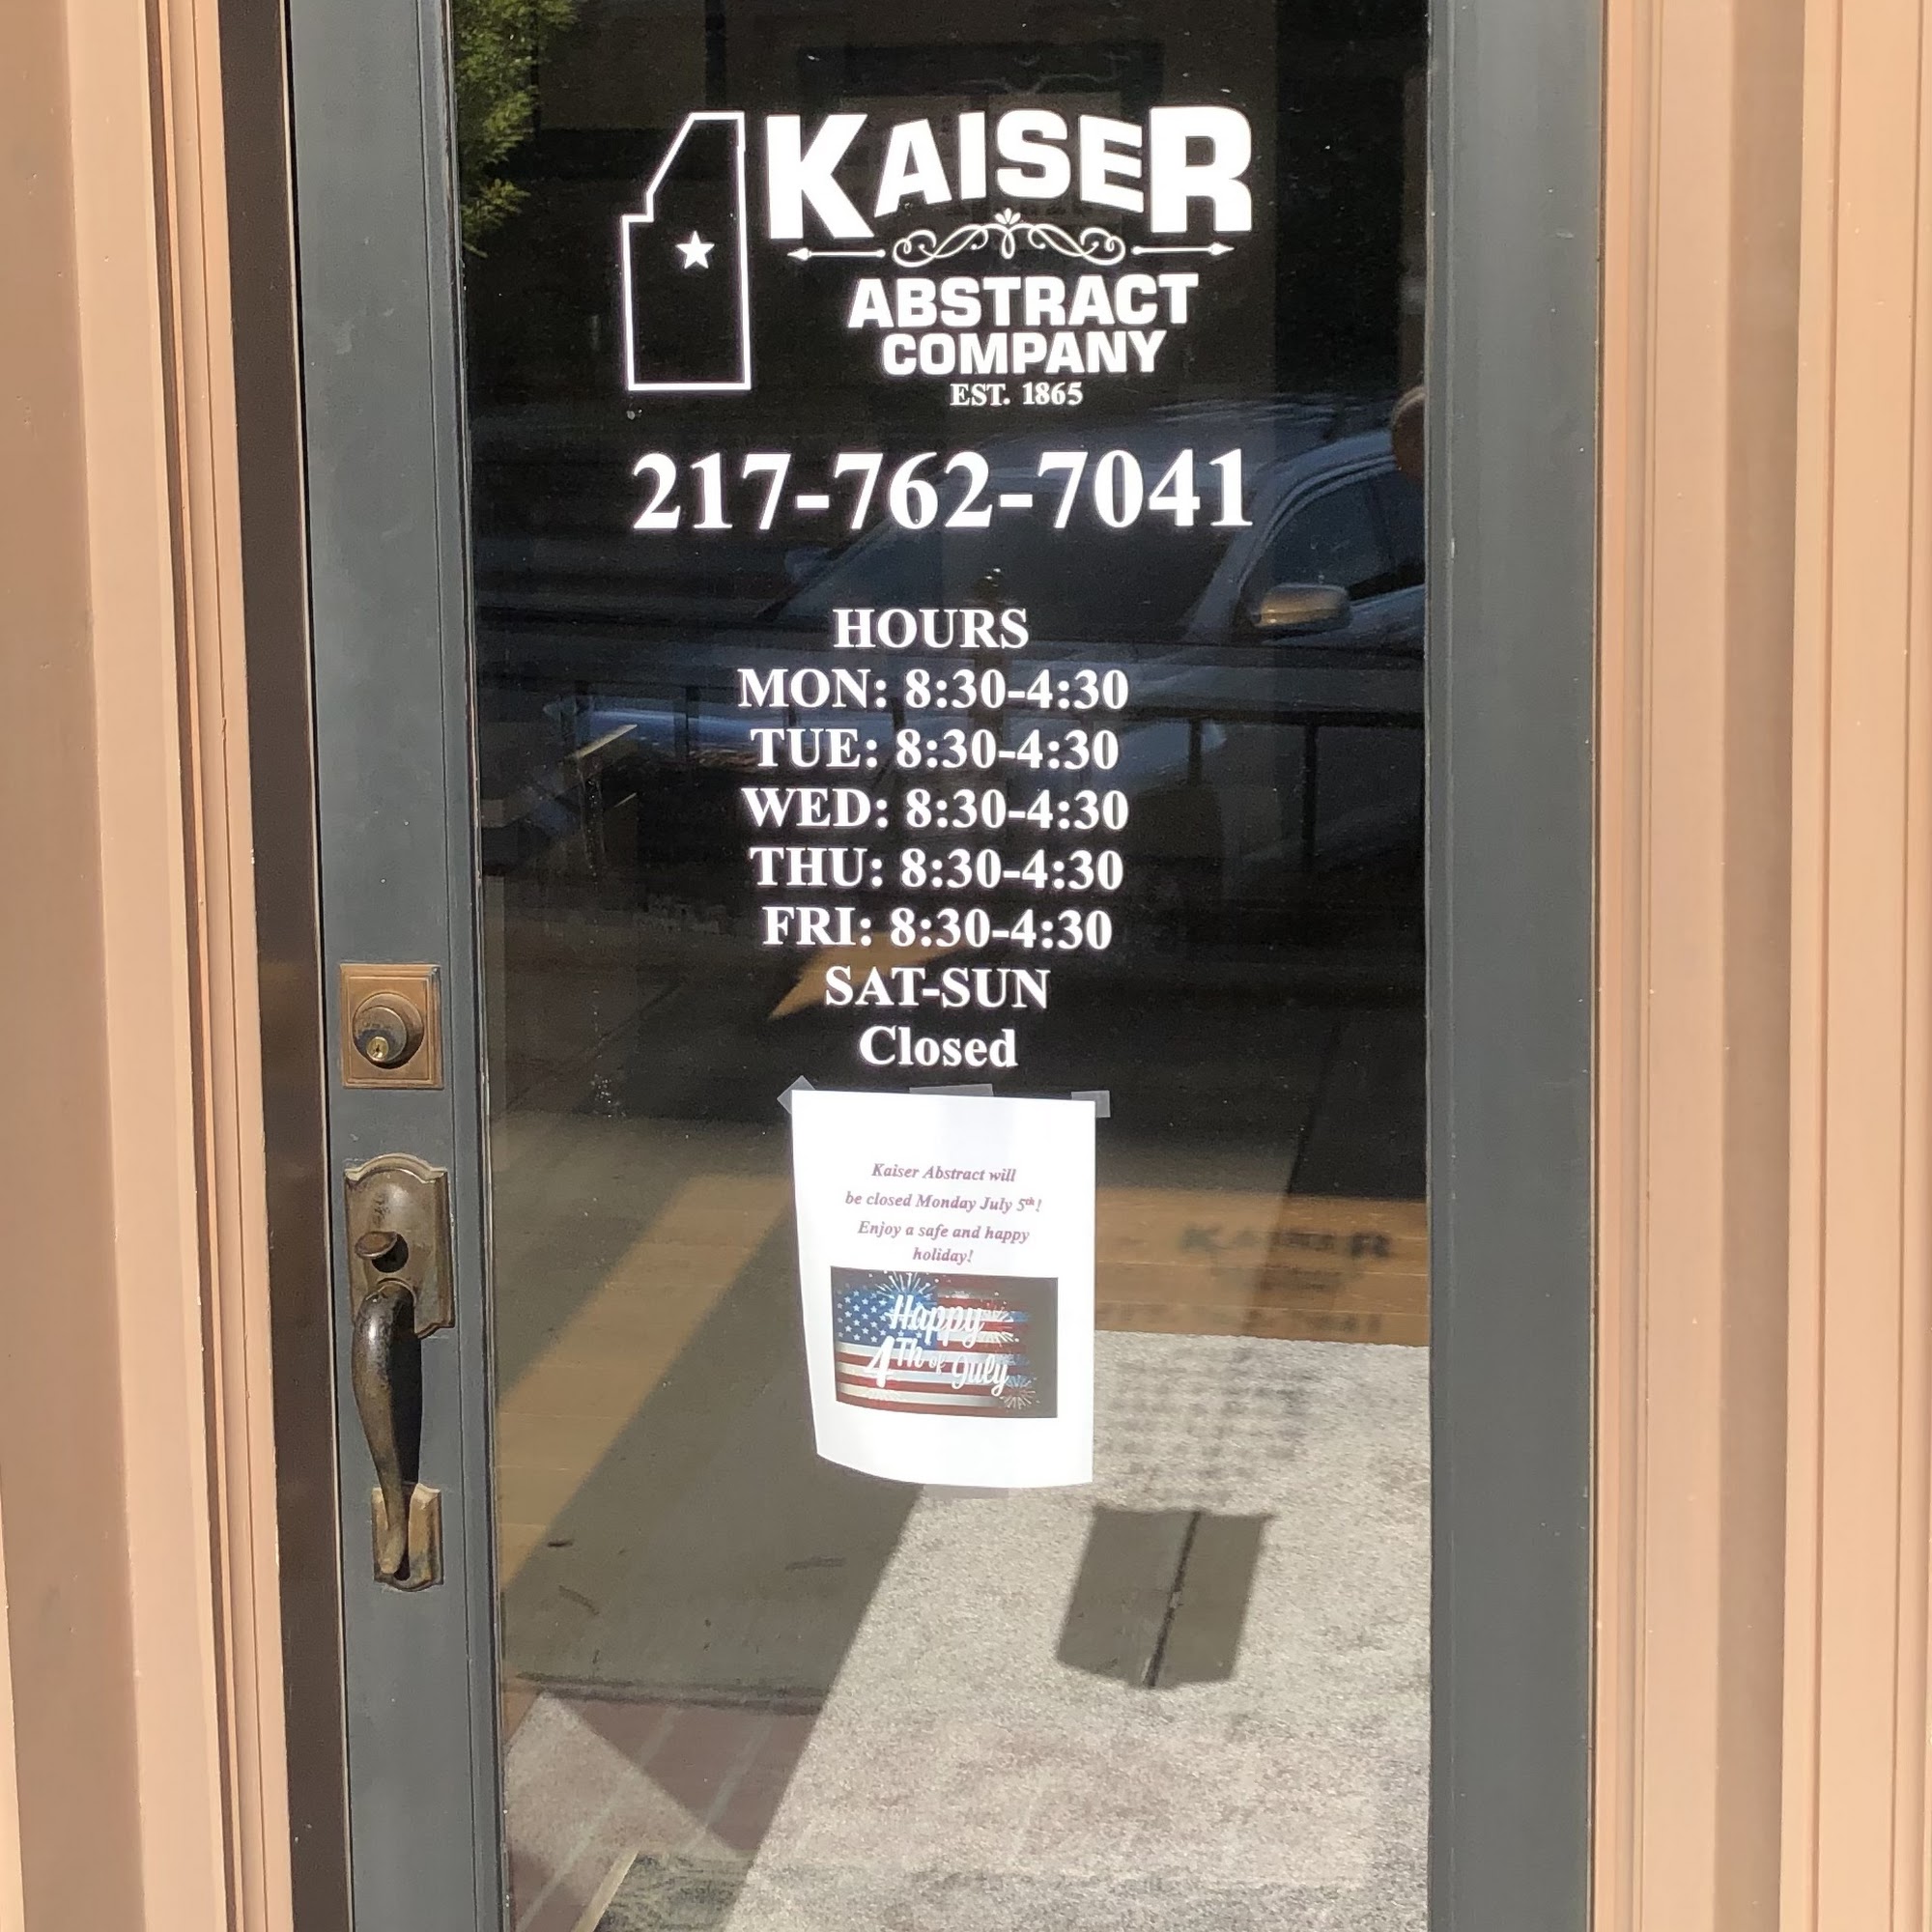 KAISER
ABSTRACT
COMPANY
EST. 1865
217-762-7041
HOURS
MON: 8:30-4:30
TUE: 8:30-4:30
WED: 8:30-4:30
THU: 8:30-4:30
FRI: 8:30-4:30
SAT-SUN
Closed
Kaiser Abstract will
be closed Monday July 5th!
Enjoy a safe and happy
holiday!
Happy
4Th of July